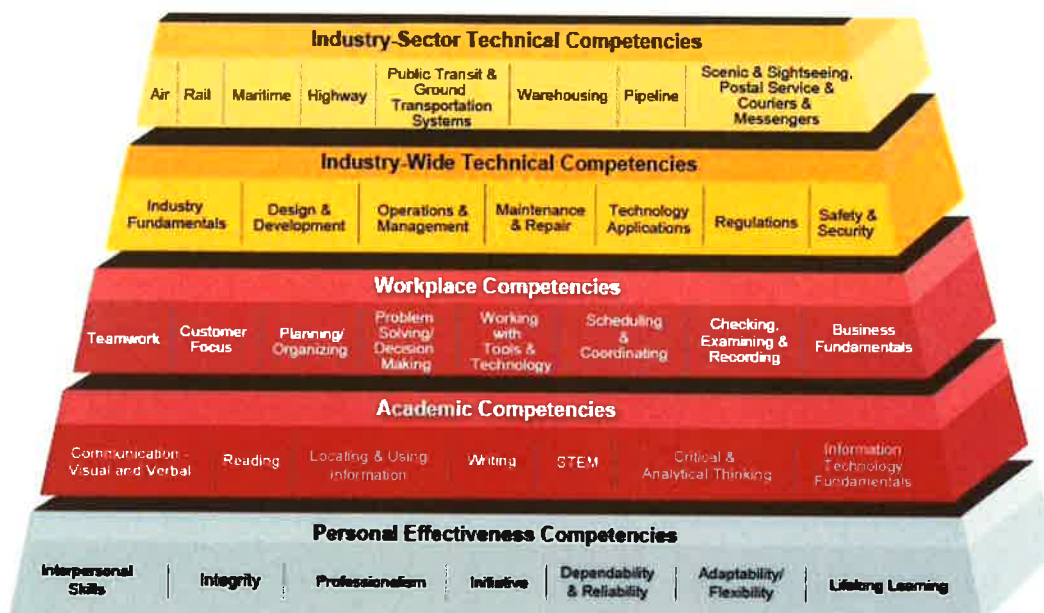 Industry-Sector Technical Competencies
Air
Rail
Maritime
Highway
Public Transit &
Ground
Transportation
Systems
Warehousing
Pipeline
Scenic & Sightseeing,
Postal Service &
Couriers &
Messengers
Industry-Wide Technical Competencies
Industry
Fundamentals
Design &
Development
Operations &
Management
Maintenance
& Repair
Technology
Applications
Regulations
Safety &
Security
Workplace Competencies
Teamwork
Customer
Focus
Planning/
Organizing
Problem
Solving/
Decision
Making
Working
with
Tools &
Technology
Scheduling
&
Coordinating
Checking,
Examining &
Recording
Business
Fundamentals
Academic Competencies
Communication -
Visual and Verbal
Reading
Locating & Using
Information
Writing
STEM
Critical &
Analytical Thinking
Information
Technology
Fundamentals
Personal Effectiveness Competencies
Interpersonal
Skills
Integrity
Professionalism
Initiative
Dependability
& Reliability
Adaptability/
Flexibility
Lifelong Learning